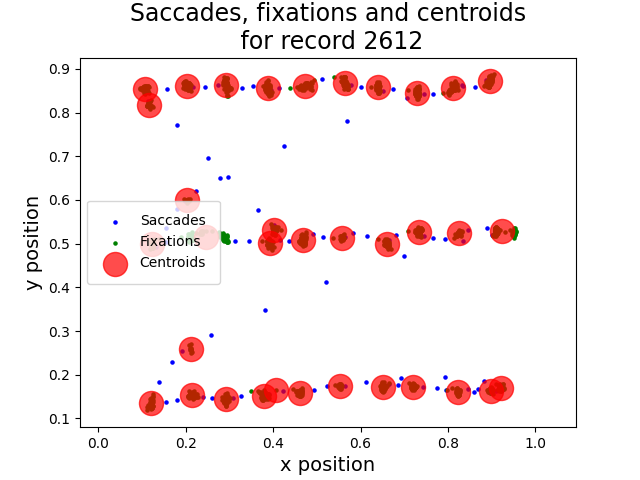 Saccades, fixations and centroids
for record 2612
y position
0.9
0.8
0.7
0.6
0.5
0.4
0.3
0.2
0.1
Saccades
Fixations
Centroids
0.0 0.2 0.4 0.6 0.8 1.0
x position